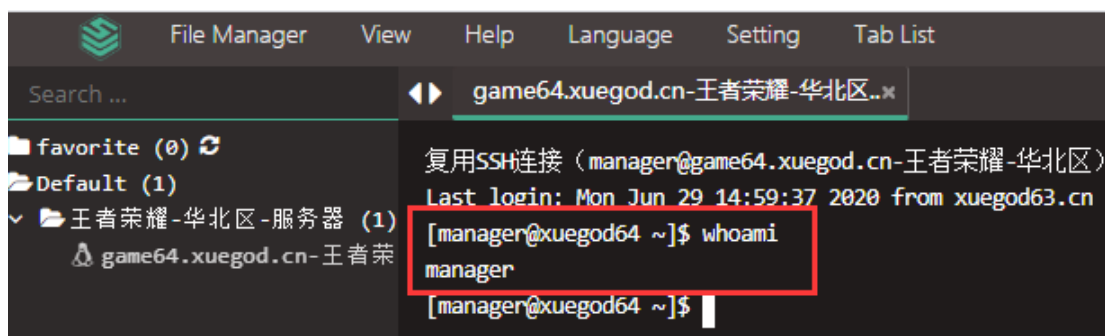 File Manager View Help Language Setting Tab List
Search ...
game64.xuegod.cn-王者荣耀-华北区..×
favorite (0)
Default (1)
王者荣耀-华北区-服务器 (1)
game64.xuegod.cn-王者荣
复用SSH连接（manager@game64.xuegod.cn-王者荣耀-华北区）
Last login: Mon Jun 29 14:59:37 2020 from xuegod63.cn
[manager@xuegod64 ~]$ whoami
manager
[manager@xuegod64 ~]$